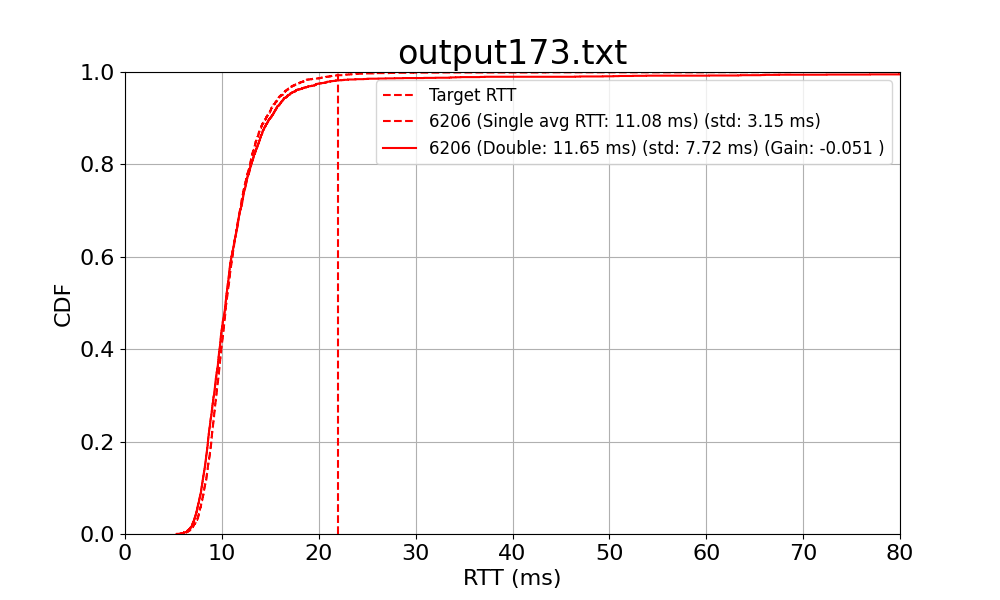 output173.txt
1.0
0.8
0.6
0.4
0.2
0.0
CDF
Target RTT
6206 (Single avg RTT: 11.08 ms) (std: 3.15 ms)
6206 (Double: 11.65 ms) (std: 7.72 ms) (Gain: -0.051 )
0 10 20 30 40 50 60 70 80
RTT (ms)